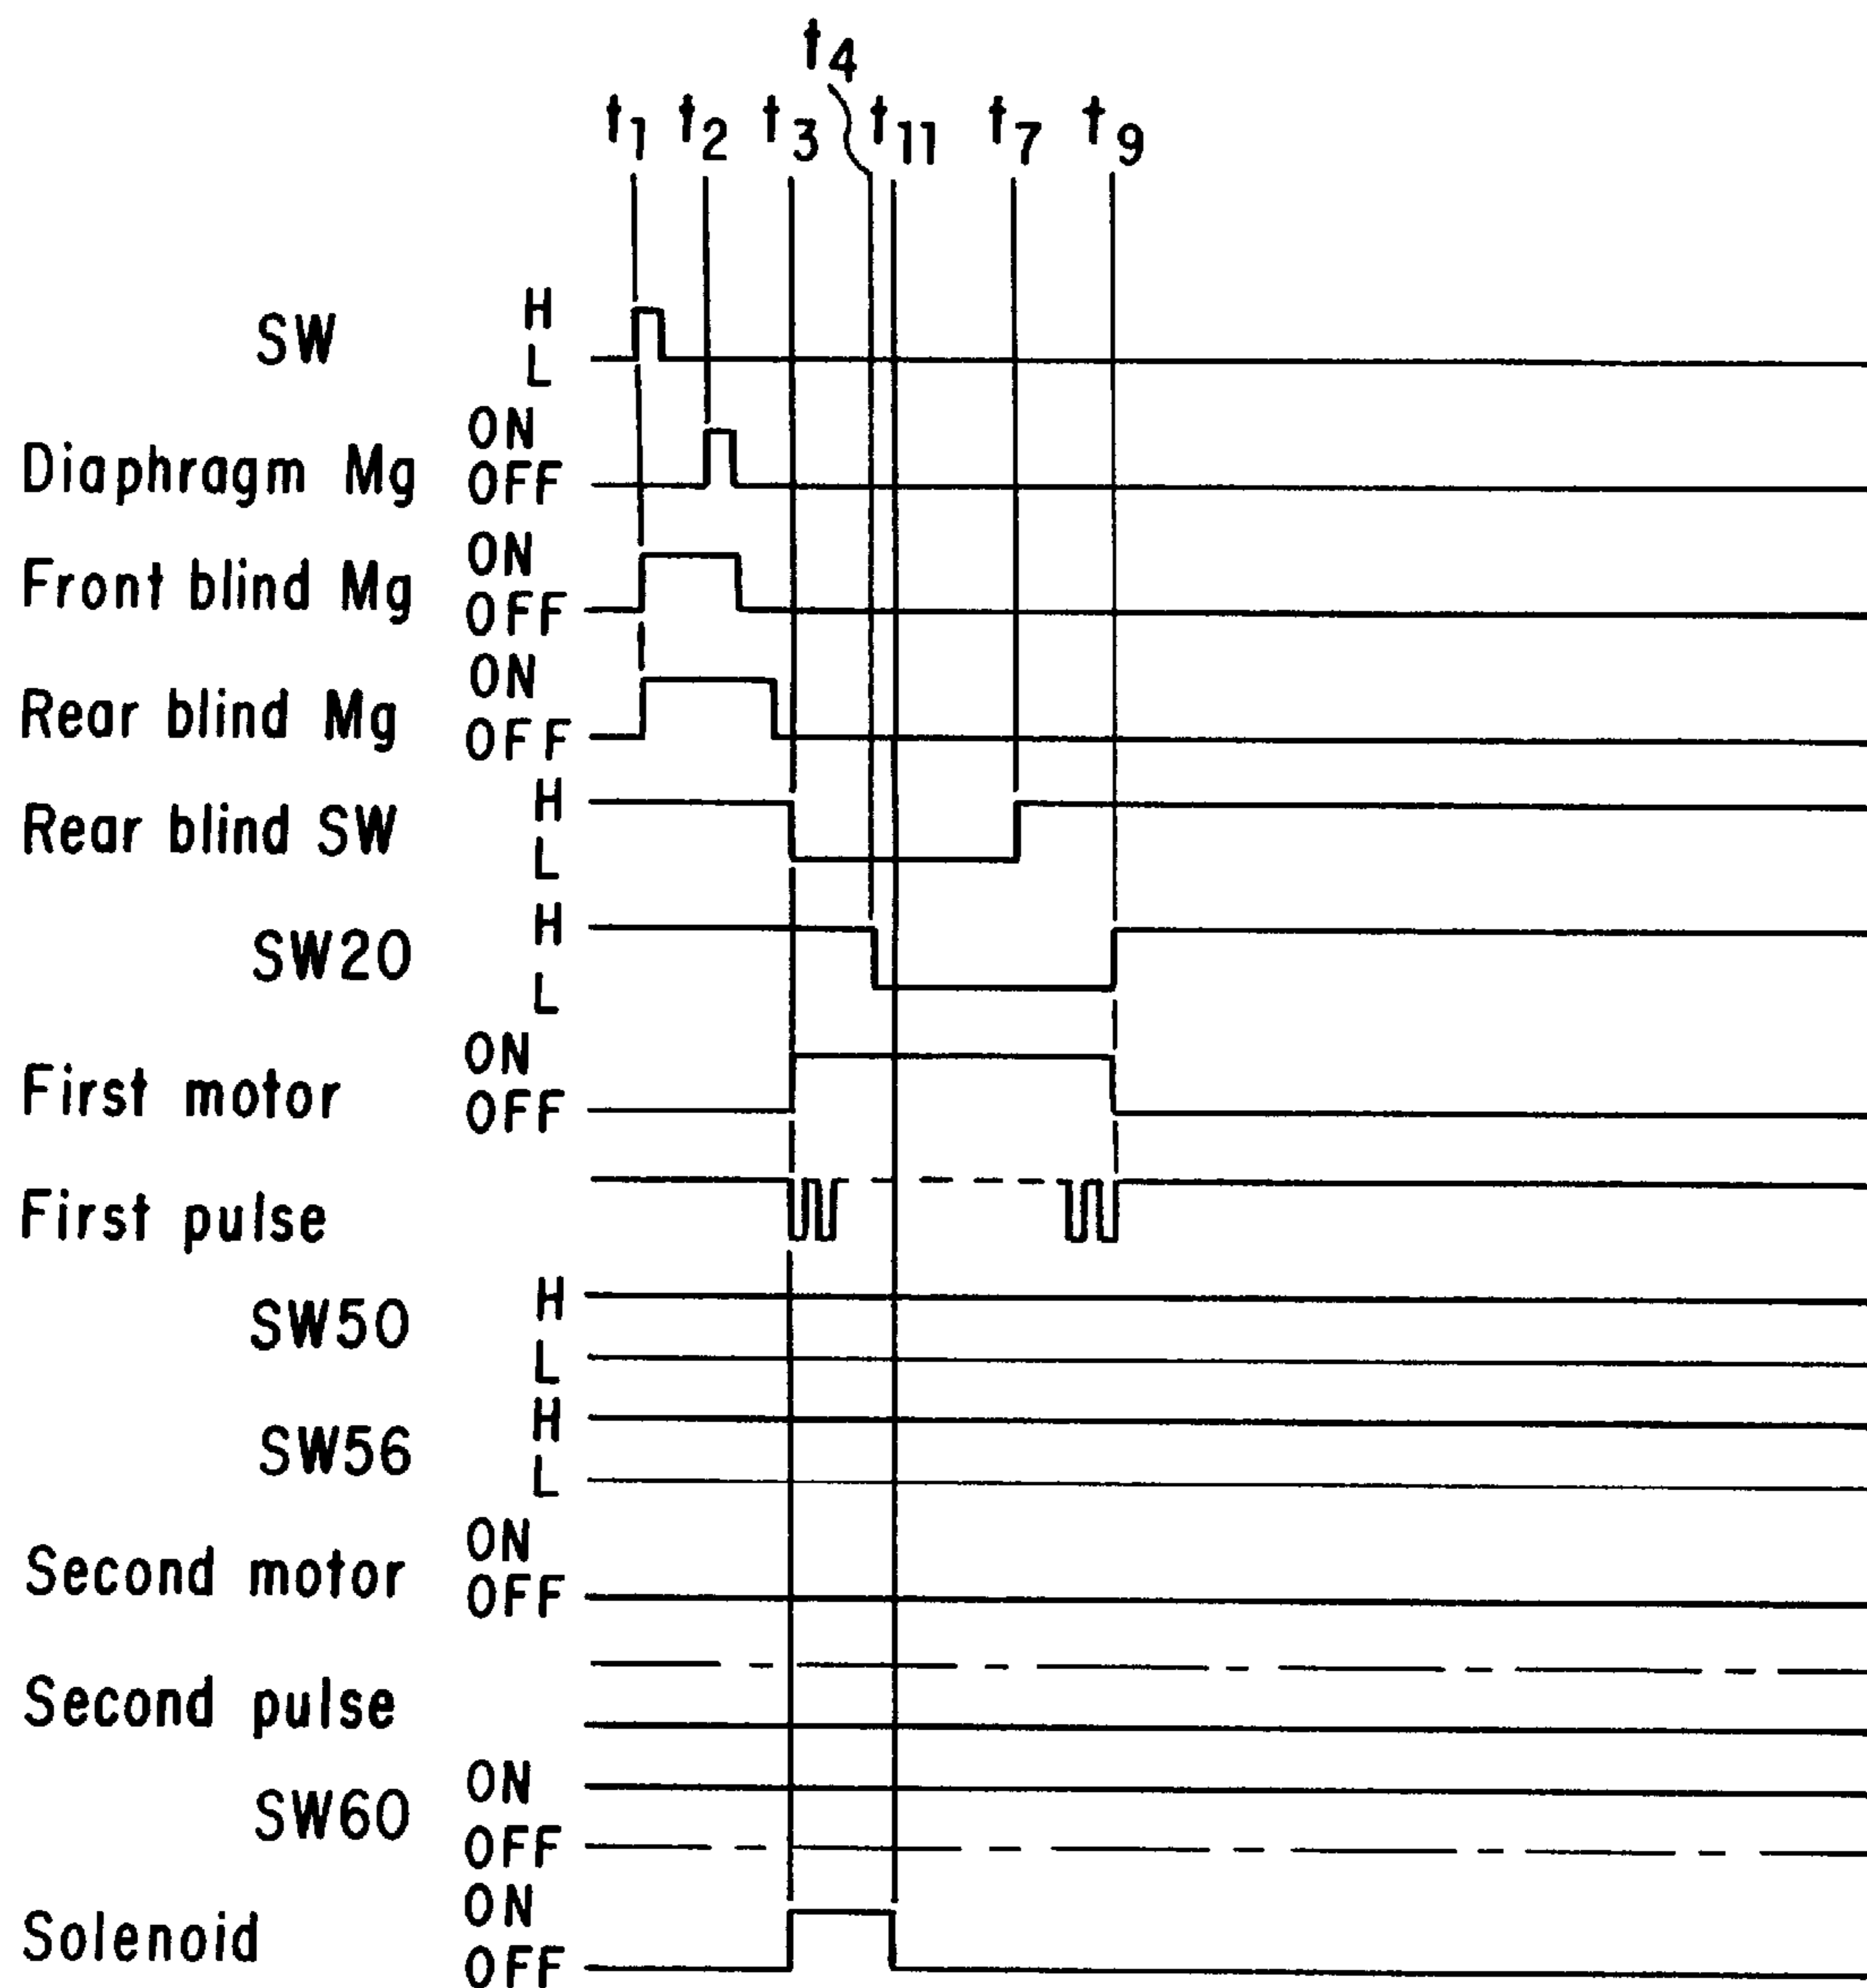 t4
t1 t2 t3 t11 t7 t9
SW H
L
Diaphragm Mg ON
OFF
Front blind Mg ON
OFF
Rear blind Mg ON
OFF
Rear blind SW H
L
SW20 H
L
First motor ON
OFF
First pulse
SW50 H
L
SW56 H
L
Second motor ON
OFF
Second pulse
SW60 ON
OFF
Solenoid ON
OFF